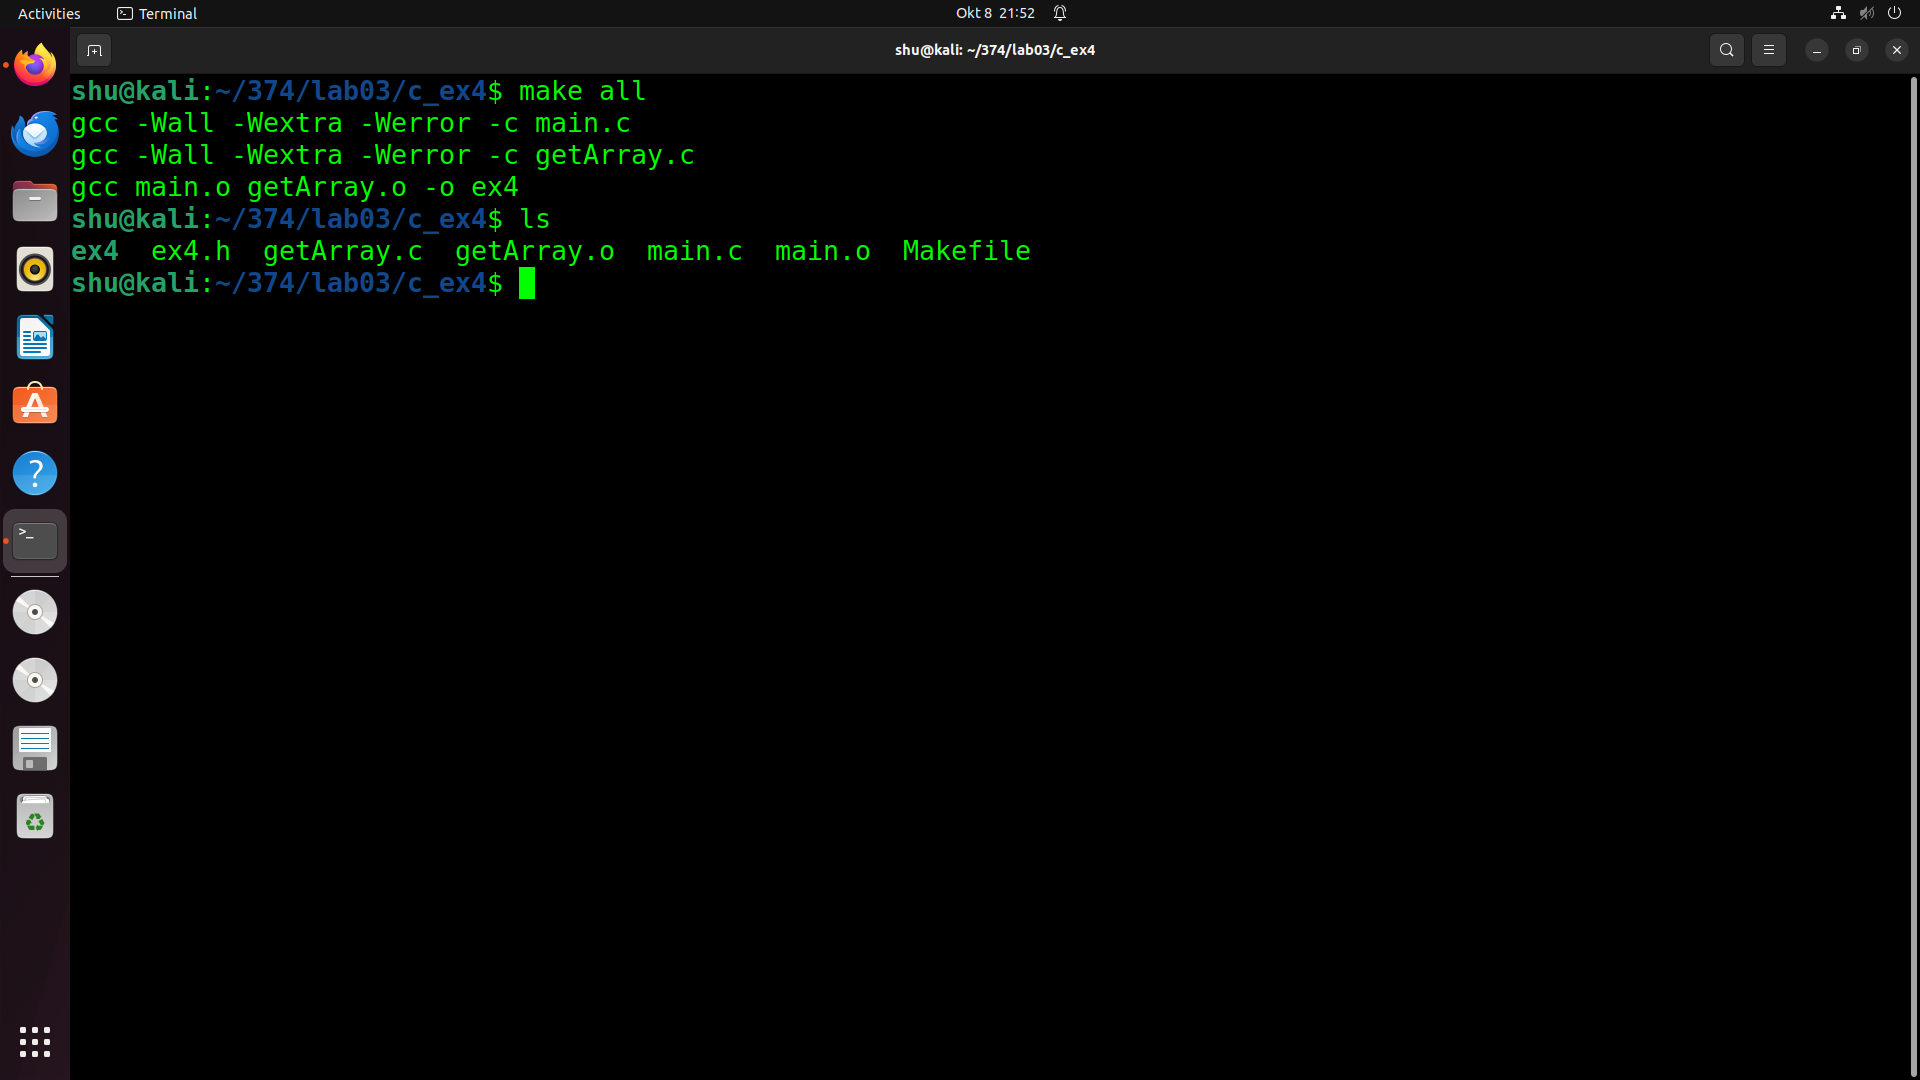 Activities Terminal Okt 8 21:52
shu@kali: ~/374/lab03/c_ex4
shu@kali:~/374/lab03/c_ex4$ make all
gcc -Wall -Wextra -Werror -c main.c
gcc -Wall -Wextra -Werror -c getArray.c
gcc main.o getArray.o -o ex4
shu@kali:~/374/lab03/c_ex4$ ls
ex4  ex4.h  getArray.c  getArray.o  main.c  main.o  Makefile
shu@kali:~/374/lab03/c_ex4$